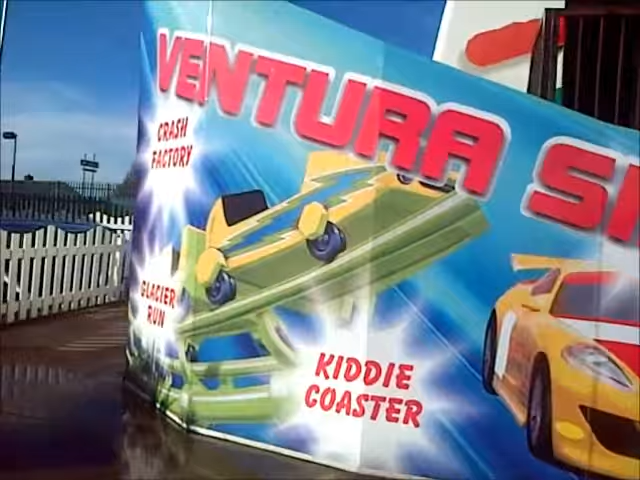 VENTURA
CRASH
FACTORY
GLACIER
RUN
KIDDIE
COASTER